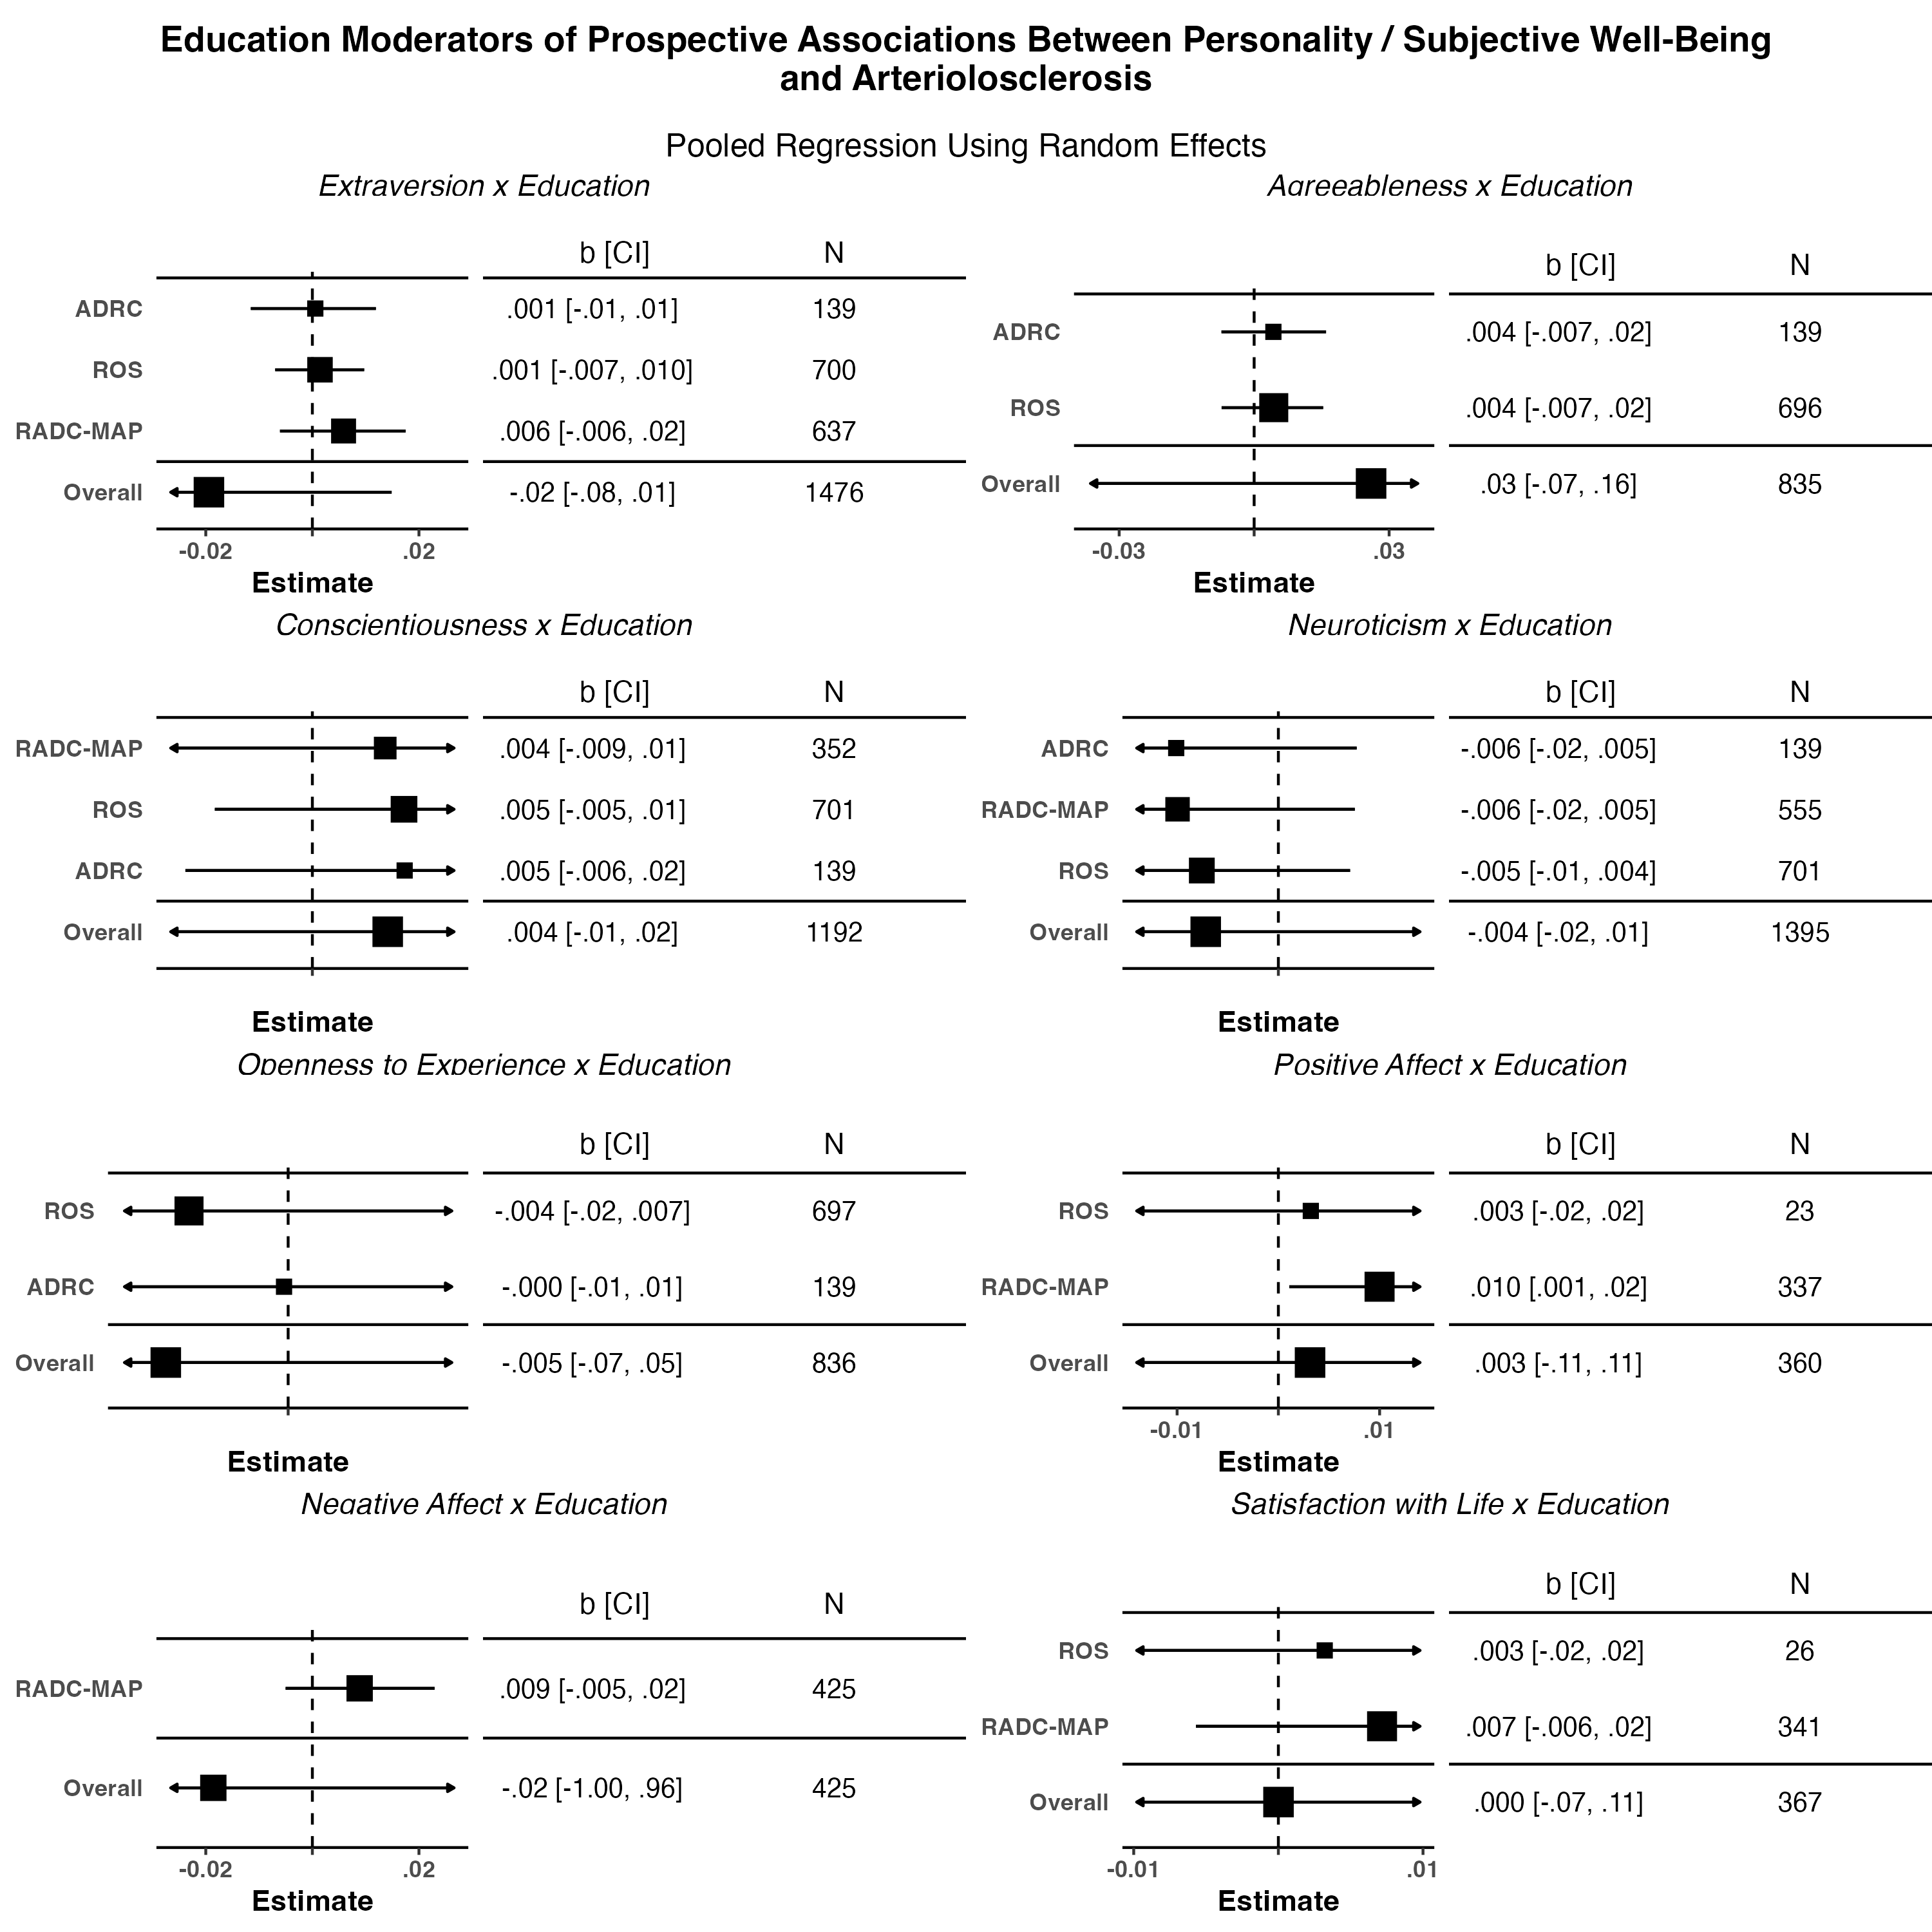 Education Moderators of Prospective Associations Between Personality / Subjective Well-Being
and Arteriolosclerosis
Pooled Regression Using Random Effects
Extraversion x Education
b [CI] N
ADRC .001 [-.01, .01] 139
ROS .001 [-.007, .010] 700
RADC-MAP .006 [-.006, .02] 637
Overall -.02 [-.08, .01] 1476
-0.02 .02
Estimate
Agreeableness x Education
b [CI] N
ADRC .004 [-.007, .02] 139
ROS .004 [-.007, .02] 696
Overall .03 [-.07, .16] 835
-0.03 .03
Estimate
Conscientiousness x Education
b [CI] N
RADC-MAP .004 [-.009, .01] 352
ROS .005 [-.005, .01] 701
ADRC .005 [-.006, .02] 139
Overall .004 [-.01, .02] 1192
Estimate
Neuroticism x Education
b [CI] N
ADRC -.006 [-.02, .005] 139
RADC-MAP -.006 [-.02, .005] 555
ROS -.005 [-.01, .004] 701
Overall -.004 [-.02, .01] 1395
Estimate
Openness to Experience x Education
b [CI] N
ROS -.004 [-.02, .007] 697
ADRC -.000 [-.01, .01] 139
Overall -.005 [-.07, .05] 836
Estimate
Positive Affect x Education
b [CI] N
ROS .003 [-.02, .02] 23
RADC-MAP .010 [.001, .02] 337
Overall .003 [-.11, .11] 360
-0.01 .01
Estimate
Negative Affect x Education
b [CI] N
RADC-MAP .009 [-.005, .02] 425
Overall -.02 [-1.00, .96] 425
-0.02 .02
Estimate
Satisfaction with Life x Education
b [CI] N
ROS .003 [-.02, .02] 26
RADC-MAP .007 [-.006, .02] 341
Overall .000 [-.07, .11] 367
-0.01 .01
Estimate